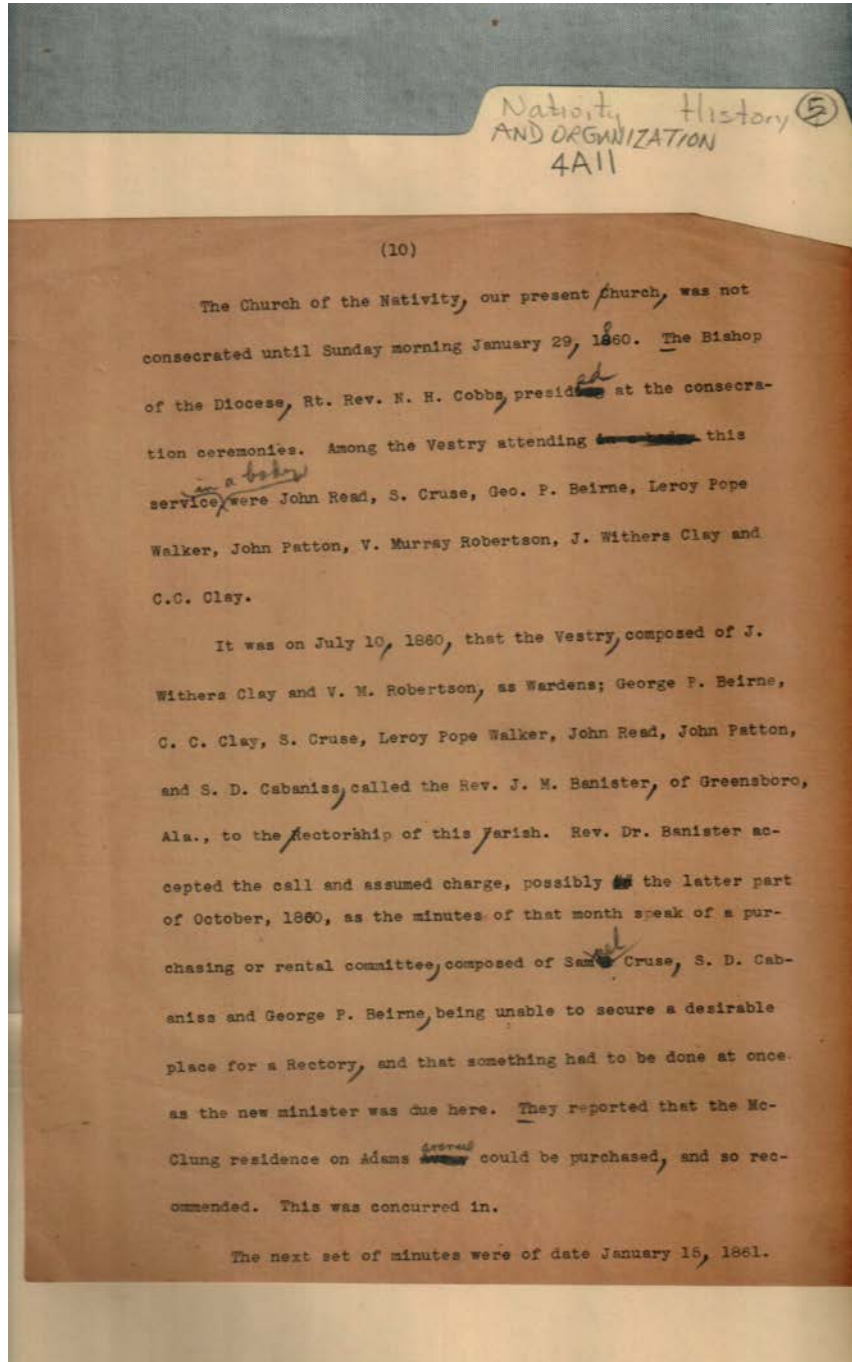 Nativity History ⑤
AND ORGANIZATION
4A11
(10)
The Church of the Nativity, our present church, was not
consecrated until Sunday morning January 29, 1860. The Bishop
of the Diocese, Rt. Rev. N. H. Cobbs, presided at the consecra-
tion ceremonies. Among the Vestry attending this
in a body
service, were John Read, S. Cruse, Geo. P. Beirne, Leroy Pope
Walker, John Patton, V. Murray Robertson, J. Withers Clay and
C.C. Clay.
It was on July 10, 1860, that the Vestry, composed of J.
Withers Clay and V. M. Robertson, as Wardens; George P. Beirne,
C. C. Clay, S. Cruse, Leroy Pope Walker, John Read, John Patton,
and S. D. Cabaniss, called the Rev. J. M. Banister, of Greensboro,
Ala., to the Rectorship of this Parish. Rev. Dr. Banister ac-
cepted the call and assumed charge, possibly the latter part
of October, 1860, as the minutes of that month speak of a pur-
chasing or rental committee, composed of Samuel Cruse, S. D. Cab-
aniss and George P. Beirne, being unable to secure a desirable
place for a Rectory, and that something had to be done at once
as the new minister was due here. They reported that the Mc-
Clung residence on Adams avenue could be purchased, and so rec-
ommended. This was concurred in.
The next set of minutes were of date January 15, 1861.